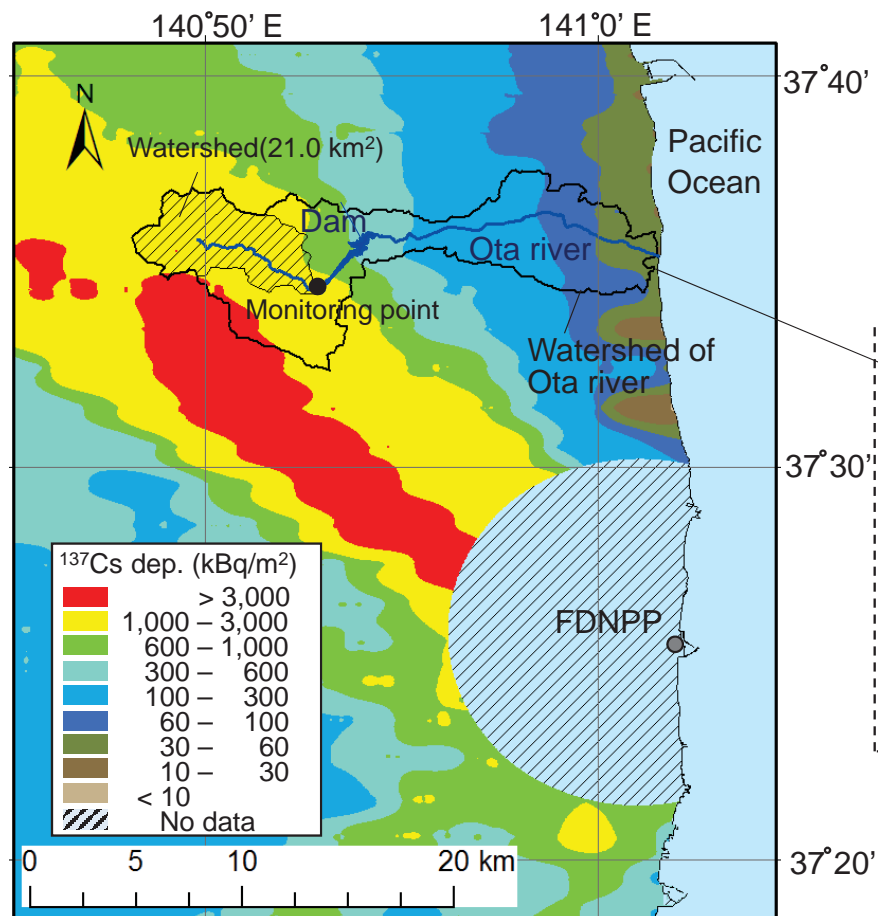 140˚50’ E
141˚0’ E
37˚40’
N
Watershed(21.0 km²)
Pacific
Ocean
Dam
Ota river
Monitoring point
Watershed of
Ota river
37˚30’
¹³⁷Cs dep. (kBq/m²)
> 3,000
1,000 – 3,000
600 – 1,000
300 – 600
100 – 300
60 – 100
30 – 60
10 – 30
< 10
No data
FDNPP
37˚20’
0 5 10 20 km